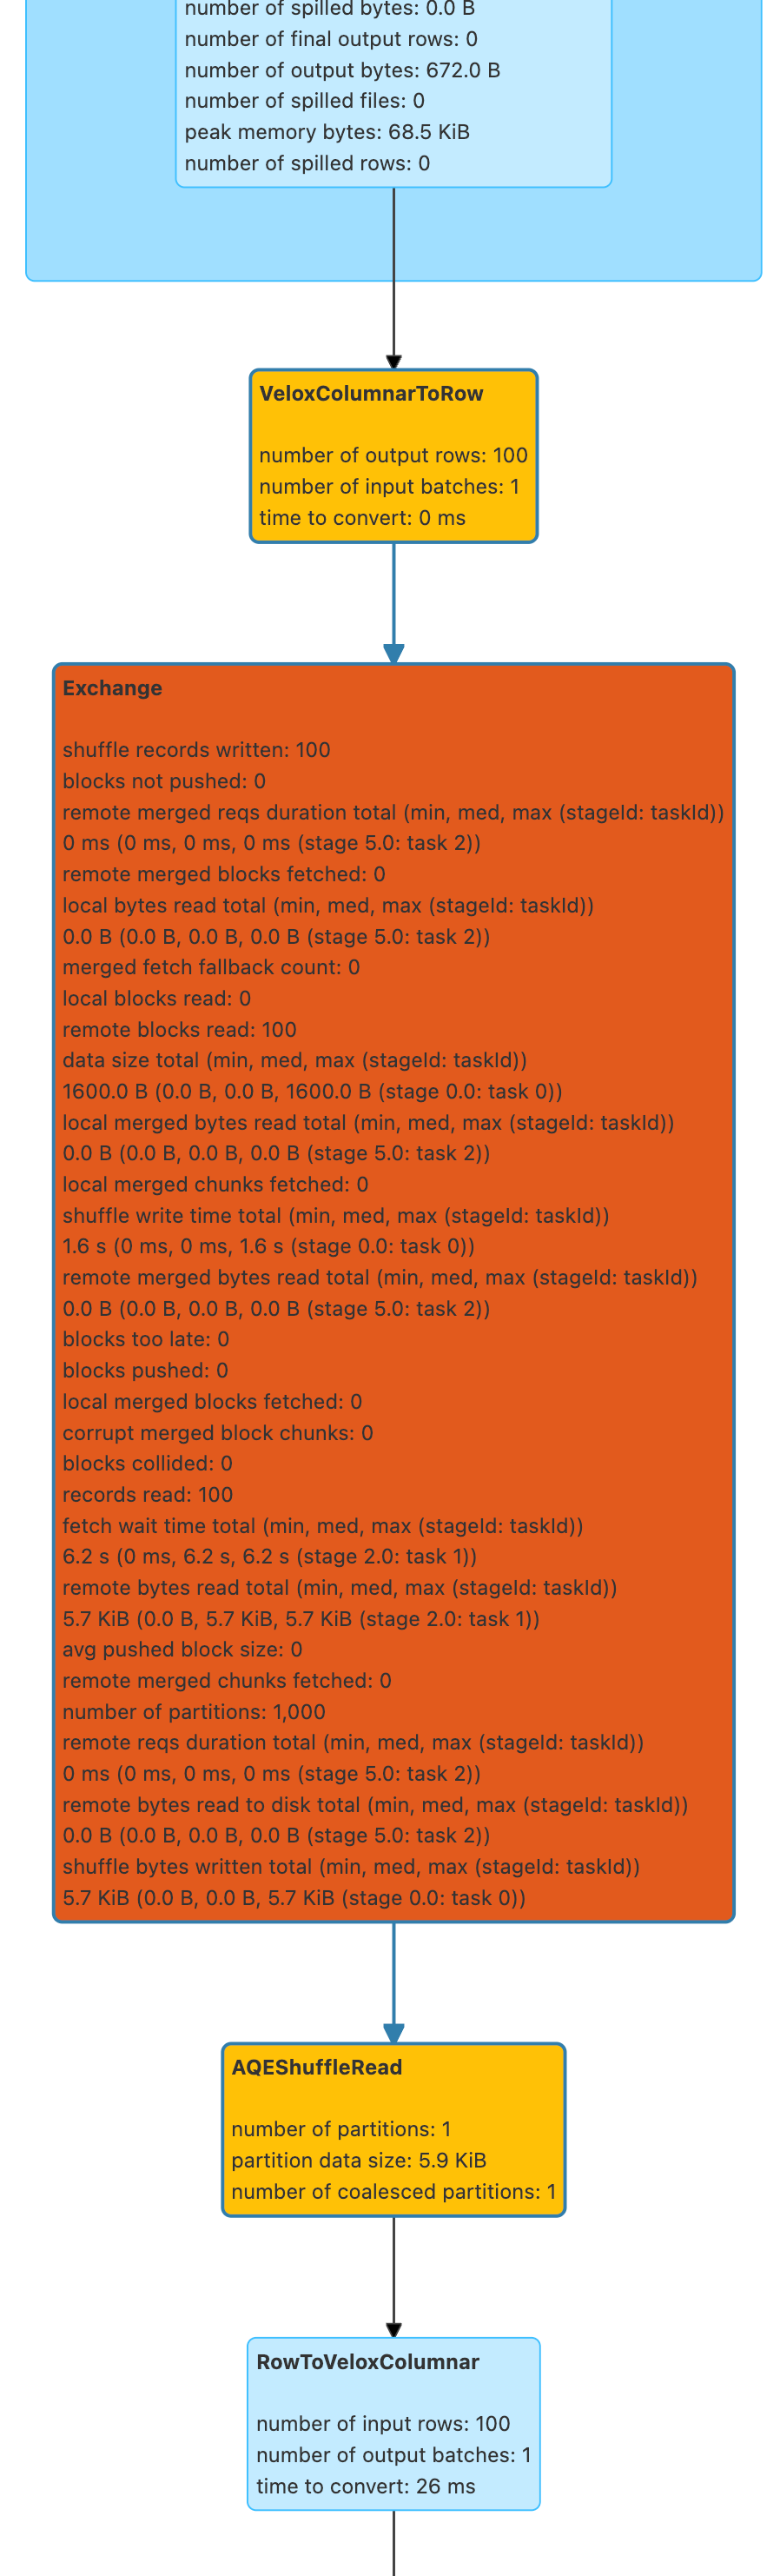 number of spilled bytes: 0.0 B
number of final output rows: 0
number of output bytes: 672.0 B
number of spilled files: 0
peak memory bytes: 68.5 KiB
number of spilled rows: 0
VeloxColumnarToRow
number of output rows: 100
number of input batches: 1
time to convert: 0 ms
Exchange
shuffle records written: 100
blocks not pushed: 0
remote merged reqs duration total (min, med, max (stageId: taskId))
0 ms (0 ms, 0 ms, 0 ms (stage 5.0: task 2))
remote merged blocks fetched: 0
local bytes read total (min, med, max (stageId: taskId))
0.0 B (0.0 B, 0.0 B, 0.0 B (stage 5.0: task 2))
merged fetch fallback count: 0
local blocks read: 0
remote blocks read: 100
data size total (min, med, max (stageId: taskId))
1600.0 B (0.0 B, 0.0 B, 1600.0 B (stage 0.0: task 0))
local merged bytes read total (min, med, max (stageId: taskId))
0.0 B (0.0 B, 0.0 B, 0.0 B (stage 5.0: task 2))
local merged chunks fetched: 0
shuffle write time total (min, med, max (stageId: taskId))
1.6 s (0 ms, 0 ms, 1.6 s (stage 0.0: task 0))
remote merged bytes read total (min, med, max (stageId: taskId))
0.0 B (0.0 B, 0.0 B, 0.0 B (stage 5.0: task 2))
blocks too late: 0
blocks pushed: 0
local merged blocks fetched: 0
corrupt merged block chunks: 0
blocks collided: 0
records read: 100
fetch wait time total (min, med, max (stageId: taskId))
6.2 s (0 ms, 6.2 s, 6.2 s (stage 2.0: task 1))
remote bytes read total (min, med, max (stageId: taskId))
5.7 KiB (0.0 B, 5.7 KiB, 5.7 KiB (stage 2.0: task 1))
avg pushed block size: 0
remote merged chunks fetched: 0
number of partitions: 1,000
remote reqs duration total (min, med, max (stageId: taskId))
0 ms (0 ms, 0 ms, 0 ms (stage 5.0: task 2))
remote bytes read to disk total (min, med, max (stageId: taskId))
0.0 B (0.0 B, 0.0 B, 0.0 B (stage 5.0: task 2))
shuffle bytes written total (min, med, max (stageId: taskId))
5.7 KiB (0.0 B, 0.0 B, 5.7 KiB (stage 0.0: task 0))
AQEShuffleRead
number of partitions: 1
partition data size: 5.9 KiB
number of coalesced partitions: 1
RowToVeloxColumnar
number of input rows: 100
number of output batches: 1
time to convert: 26 ms